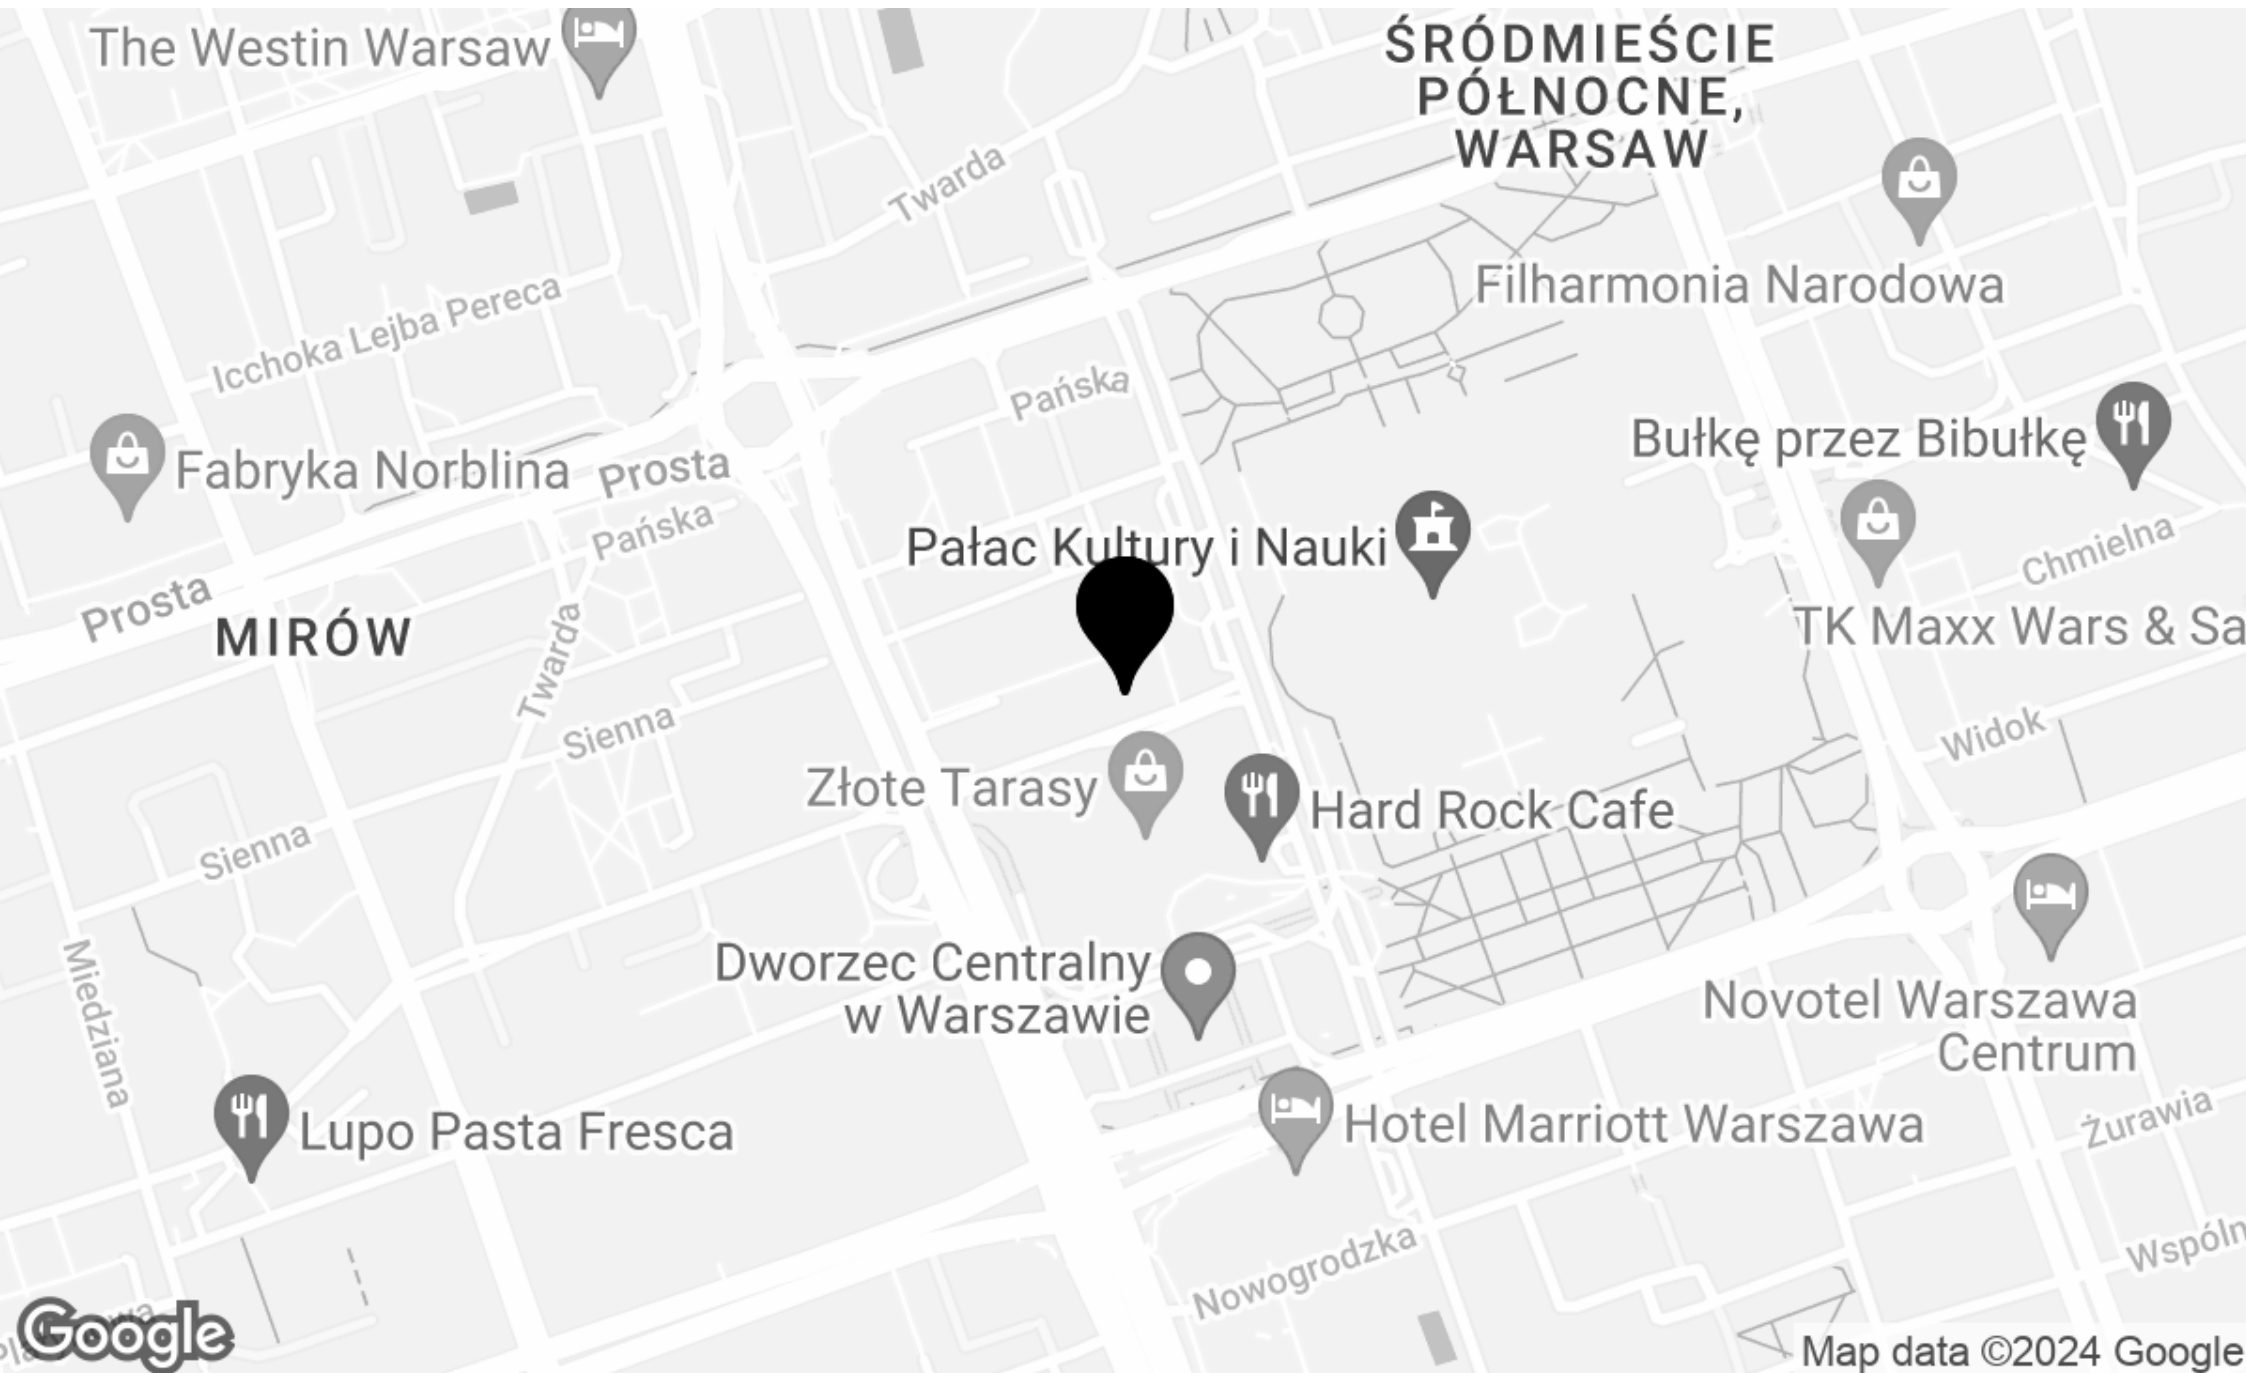 The Westin Warsaw
ŚRÓDMIEŚCIE
PÓŁNOCNE,
WARSAW
Twarda
Filharmonia Narodowa
Icchoka Lejba Pereca
Pańska
Bułkę przez Bibułkę
Fabryka Norblina
Prosta
Pańska
Pałac Kultury i Nauki
Chmielna
Prosta
MIRÓW
TK Maxx Wars & Sa
Twarda
Sienna
Widok
Złote Tarasy
Hard Rock Cafe
Sienna
Dworzec Centralny
w Warszawie
Miedziana
Novotel Warszawa
Centrum
Lupo Pasta Fresca
Hotel Marriott Warszawa
Żurawia
Nowogrodzka
Wspóln
Google
Map data ©2024 Google